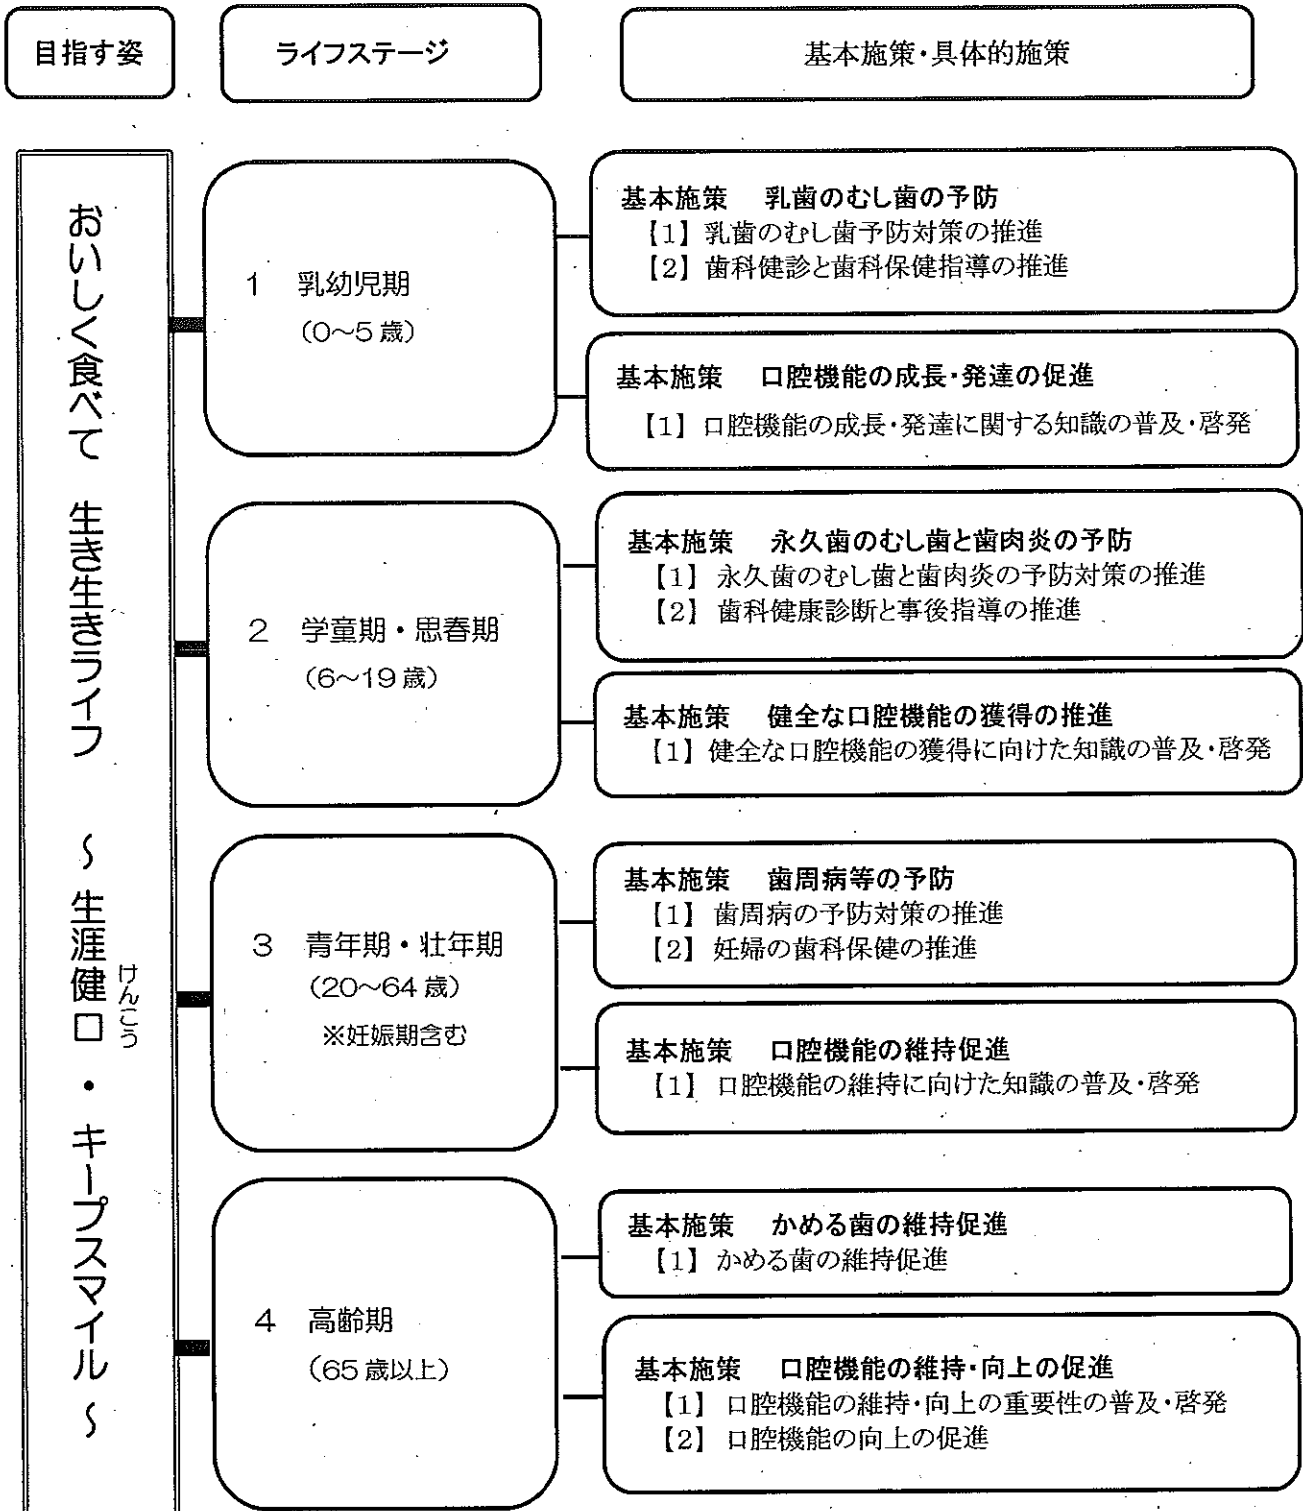 目指す姿
ライフステージ
基本施策・具体的施策
おいしく食べて 生き生きライフ ～生涯健口・キープスマイル～
けんこう
1 乳幼児期
(0～5歳)
基本施策 乳歯のむし歯の予防
【1】乳歯のむし歯予防対策の推進
【2】歯科健診と歯科保健指導の推進
基本施策 口腔機能の成長・発達の促進
【1】口腔機能の成長・発達に関する知識の普及・啓発
2 学童期・思春期
(6～19歳)
基本施策 永久歯のむし歯と歯肉炎の予防
【1】永久歯のむし歯と歯肉炎の予防対策の推進
【2】歯科健康診断と事後指導の推進
基本施策 健全な口腔機能の獲得の推進
【1】健全な口腔機能の獲得に向けた知識の普及・啓発
3 青年期・壮年期
(20～64歳)
※妊娠期含む
基本施策 歯周病等の予防
【1】歯周病の予防対策の推進
【2】妊婦の歯科保健の推進
基本施策 口腔機能の維持促進
【1】口腔機能の維持に向けた知識の普及・啓発
4 高齢期
(65歳以上)
基本施策 かめる歯の維持促進
【1】かめる歯の維持促進
基本施策 口腔機能の維持・向上の促進
【1】口腔機能の維持・向上の重要性の普及・啓発
【2】口腔機能の向上の促進